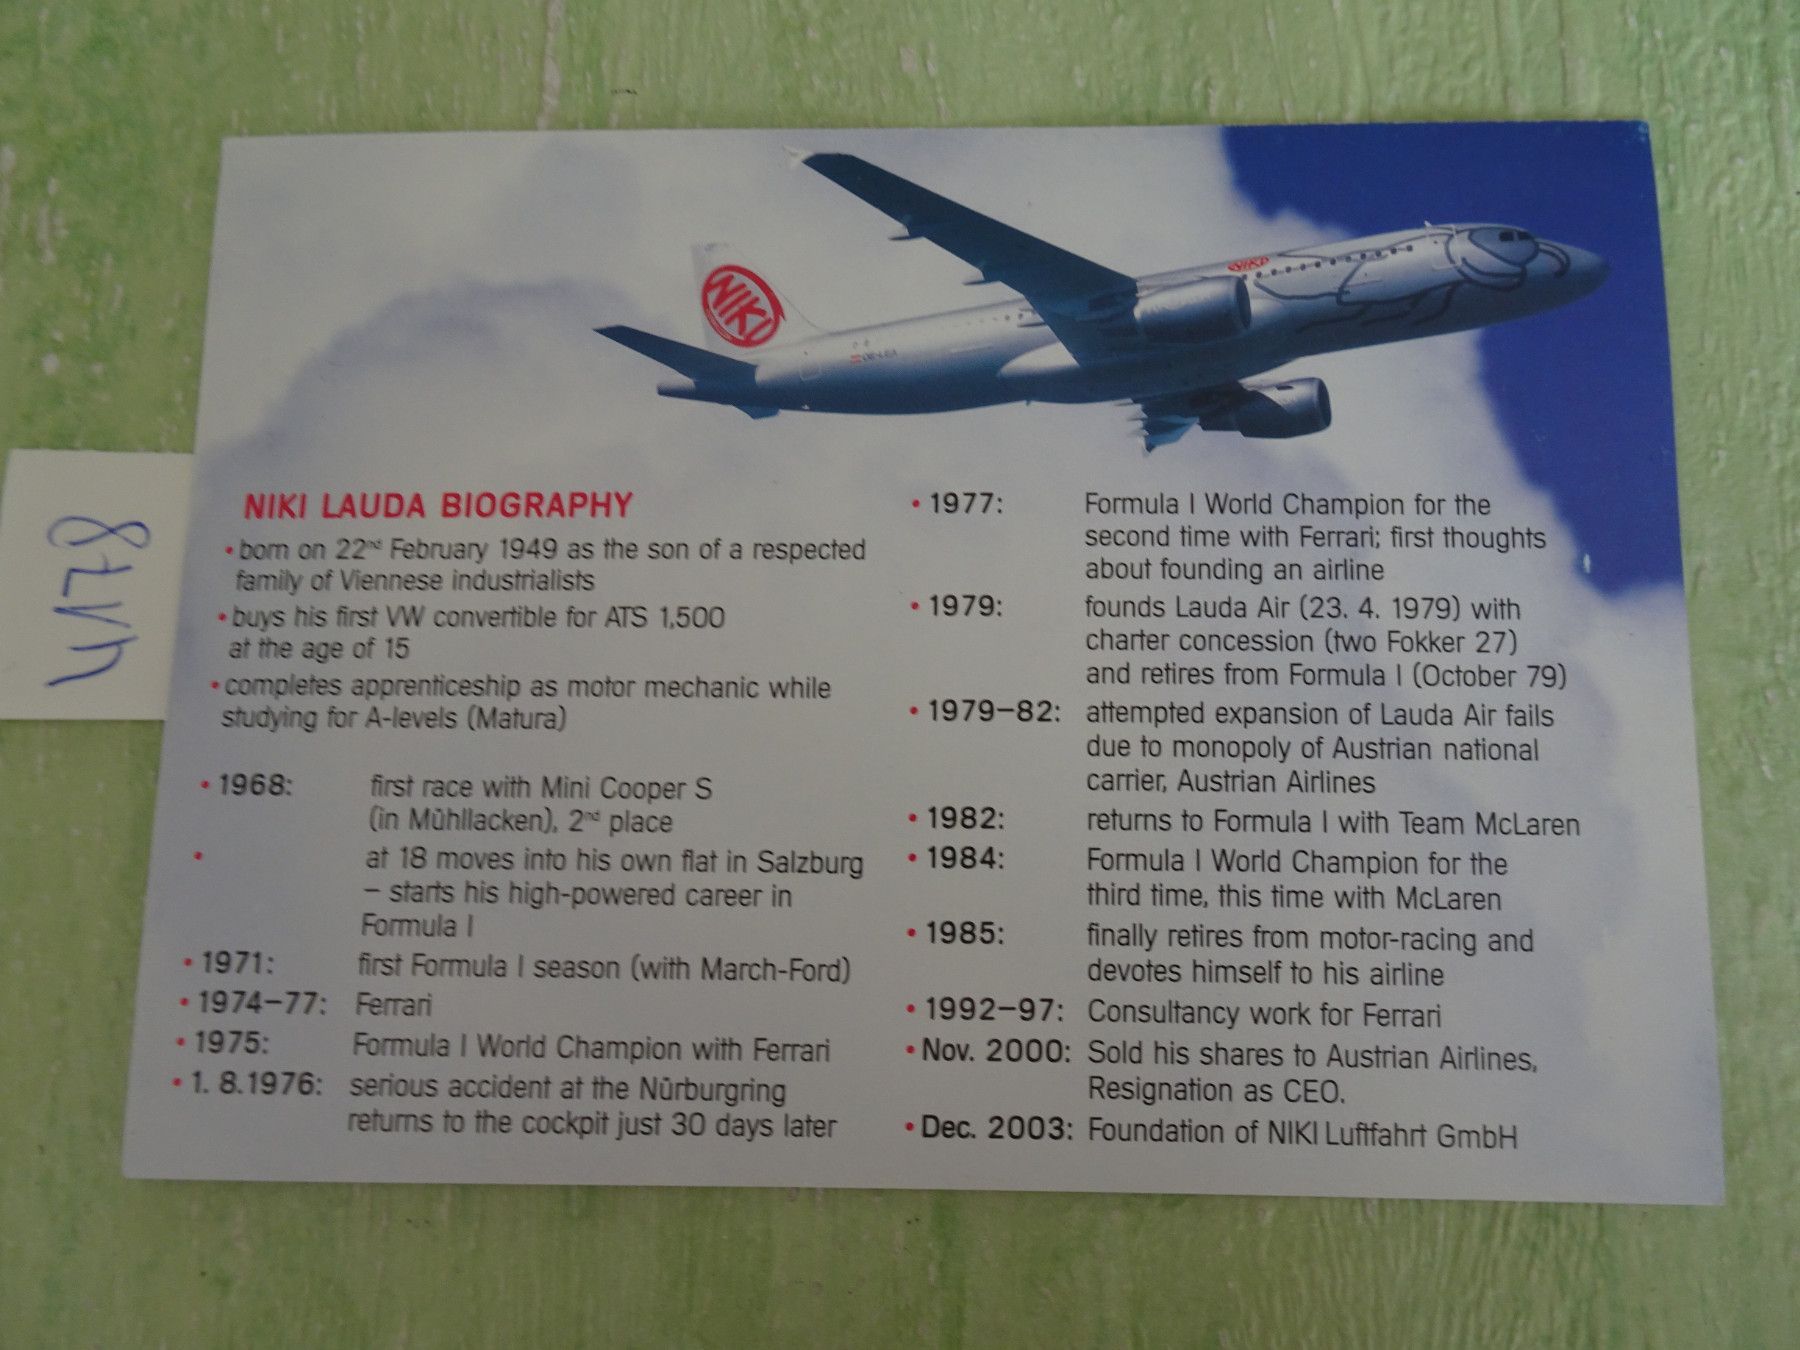 NIKI
NIKI
OE-LEA
NIKI LAUDA BIOGRAPHY
• born on 22nd February 1949 as the son of a respected
family of Viennese industrialists
• buys his first VW convertible for ATS 1,500
at the age of 15
• completes apprenticeship as motor mechanic while
studying for A-levels (Matura)
• 1968: first race with Mini Cooper S
(in Mühllacken), 2nd place
• at 18 moves into his own flat in Salzburg
– starts his high-powered career in
Formula I
• 1971: first Formula I season (with March-Ford)
• 1974–77: Ferrari
• 1975: Formula I World Champion with Ferrari
• 1. 8.1976: serious accident at the Nürburgring
returns to the cockpit just 30 days later
• 1977: Formula I World Champion for the
second time with Ferrari; first thoughts
about founding an airline
• 1979: founds Lauda Air (23. 4. 1979) with
charter concession (two Fokker 27)
and retires from Formula I (October 79)
• 1979–82: attempted expansion of Lauda Air fails
due to monopoly of Austrian national
carrier, Austrian Airlines
• 1982: returns to Formula I with Team McLaren
• 1984: Formula I World Champion for the
third time, this time with McLaren
• 1985: finally retires from motor-racing and
devotes himself to his airline
• 1992–97: Consultancy work for Ferrari
• Nov. 2000: Sold his shares to Austrian Airlines,
Resignation as CEO.
• Dec. 2003: Foundation of NIKI Luftfahrt GmbH